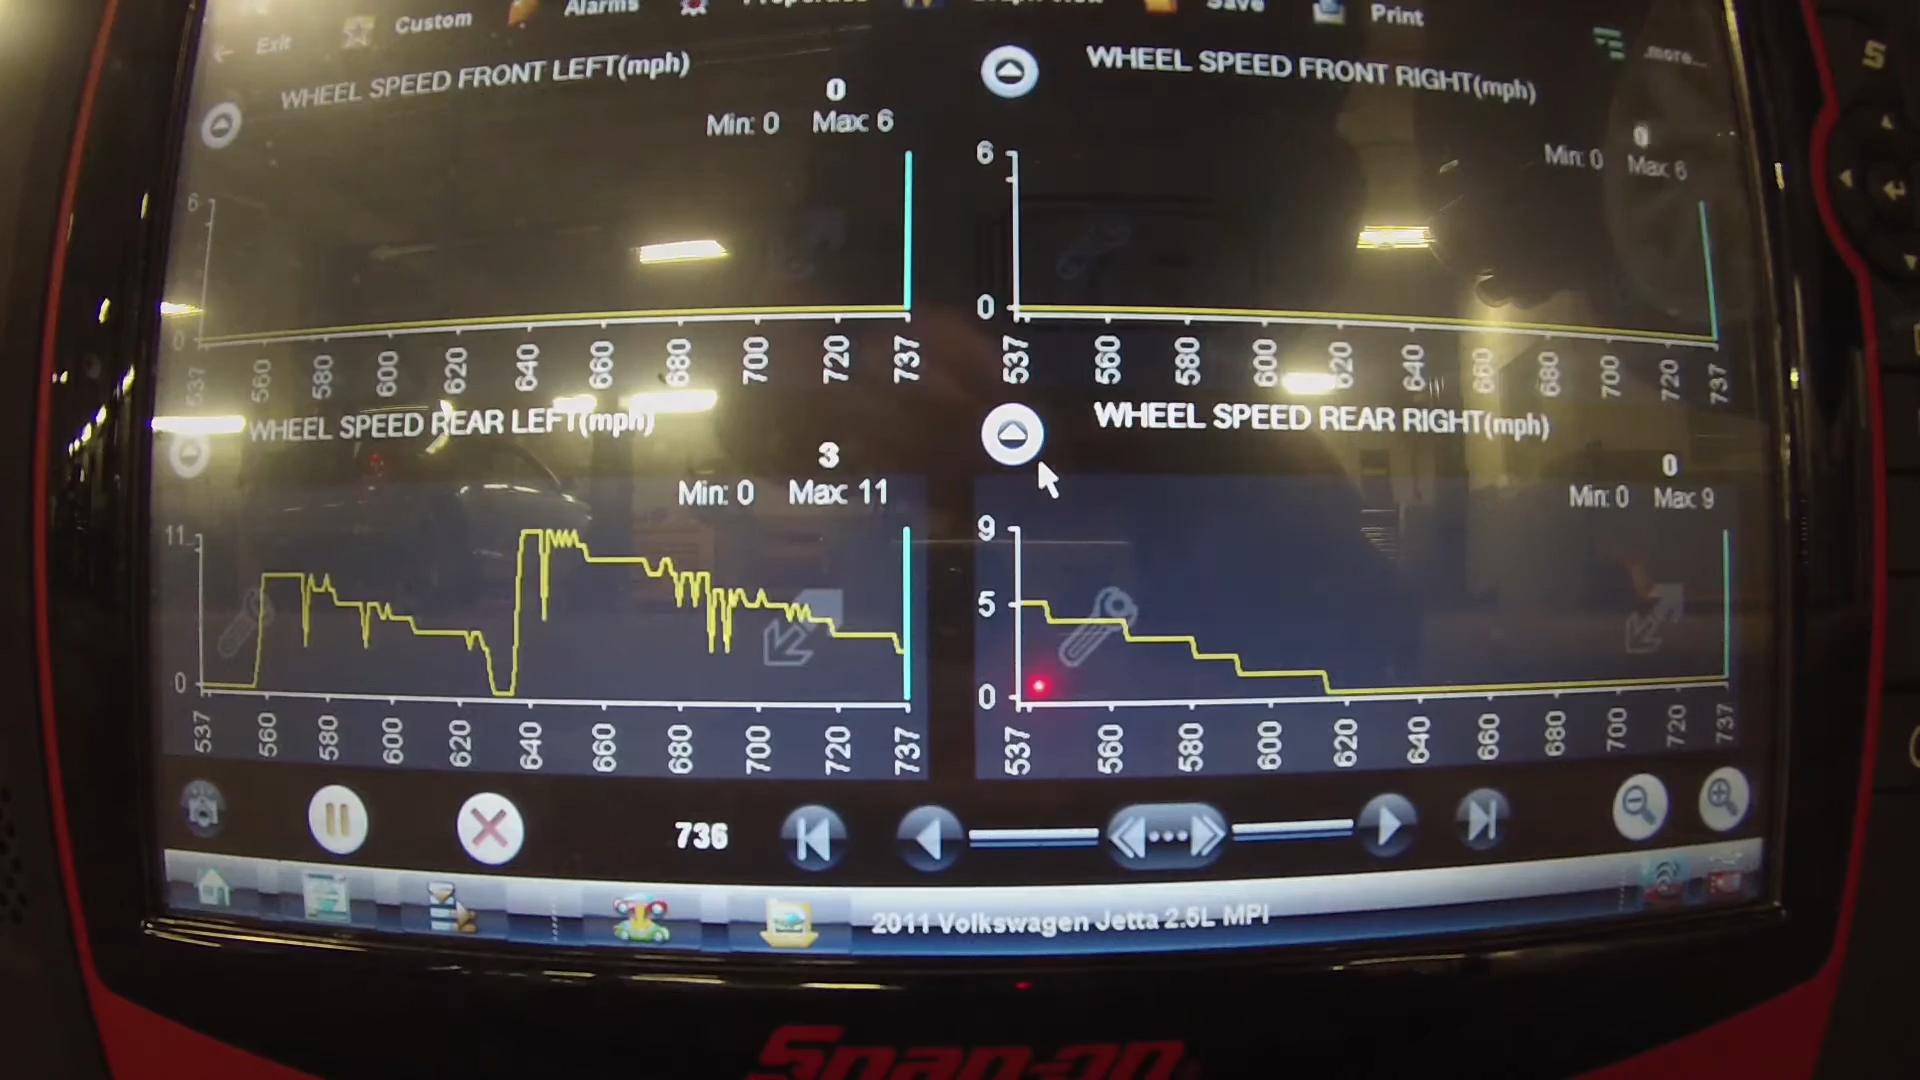 Custom
Alarms
Save
Print
Exit
more...
WHEEL SPEED FRONT LEFT(mph)
0
Min: 0 Max 6
6
0
537 560 580 600 620 640 660 680 700 720 737
WHEEL SPEED FRONT RIGHT(mph)
0
Min: 0 Max 6
6
0
537 560 580 600 620 640 660 680 700 720 737
WHEEL SPEED REAR LEFT(mph)
3
Min: 0 Max 11
11
0
537 560 580 600 620 640 660 680 700 720 737
WHEEL SPEED REAR RIGHT(mph)
0
Min: 0 Max 9
9
5
0
537 560 580 600 620 640 660 680 700 720 737
736
2011 Volkswagen Jetta 2.5L MPI
Snap-on
S